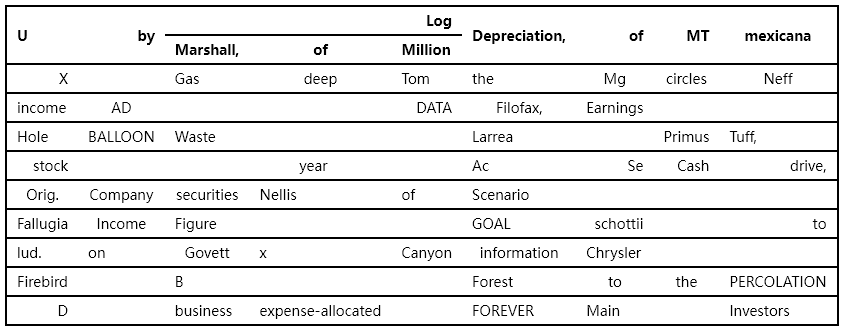 Log
U by Marshall, of Million Depreciation, of MT mexicana
X Gas deep Tom the Mg circles Neff
income AD DATA Filofax, Earnings
Hole BALLOON Waste Larrea Primus Tuff,
stock year Ac Se Cash drive,
Orig. Company securities Nellis of Scenario
Fallugia Income Figure GOAL schottii to
lud. on Govett x Canyon information Chrysler
Firebird B Forest to the PERCOLATION
D business expense-allocated FOREVER Main Investors